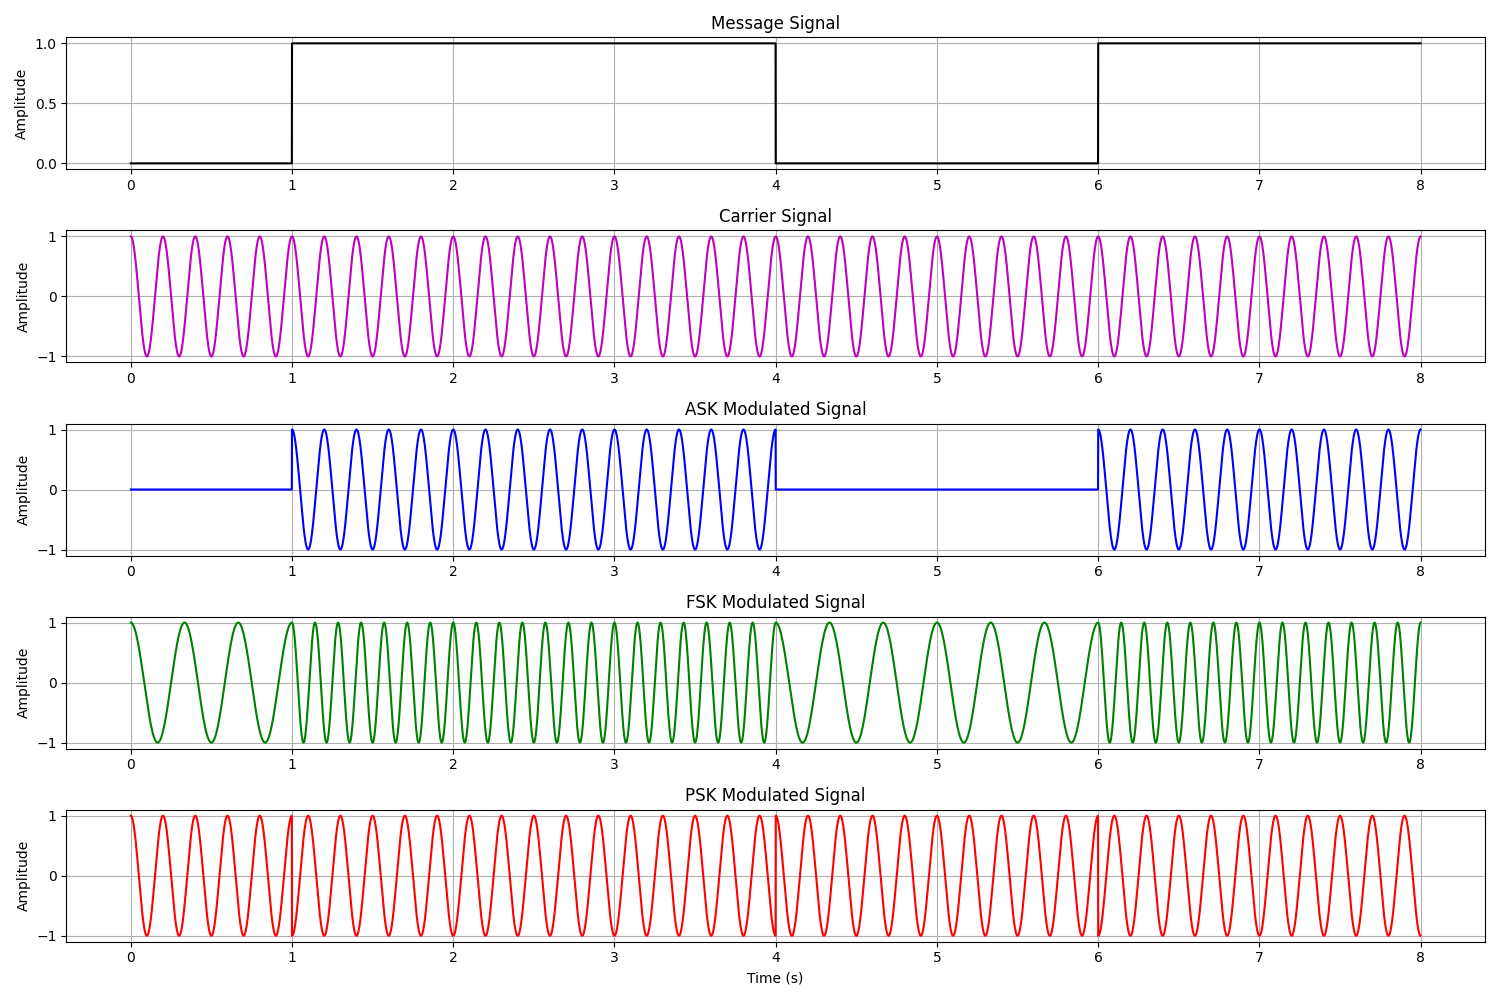 Message Signal
Amplitude
1.0
0.5
0.0
0 1 2 3 4 5 6 7 8
Carrier Signal
Amplitude
1
0
−1
0 1 2 3 4 5 6 7 8
ASK Modulated Signal
Amplitude
1
0
−1
0 1 2 3 4 5 6 7 8
FSK Modulated Signal
Amplitude
1
0
−1
0 1 2 3 4 5 6 7 8
PSK Modulated Signal
Amplitude
1
0
−1
0 1 2 3 4 5 6 7 8
Time (s)